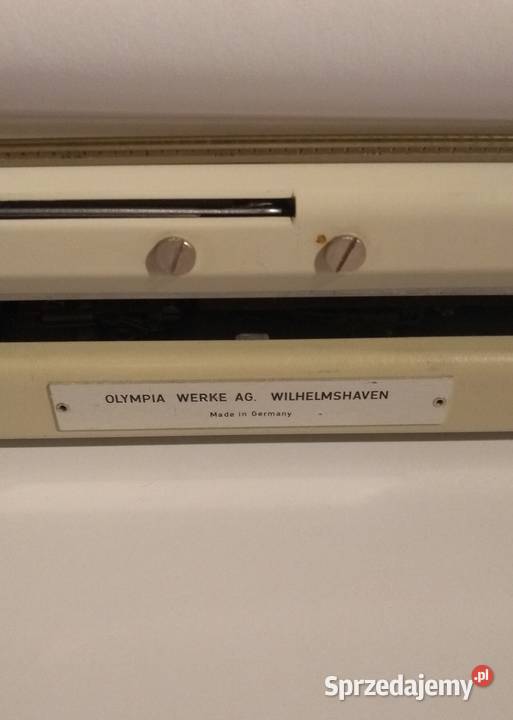 OLYMPIA WERKE AG. WILHELMSHAVEN
Made in Germany
Sprzedajemy.pl